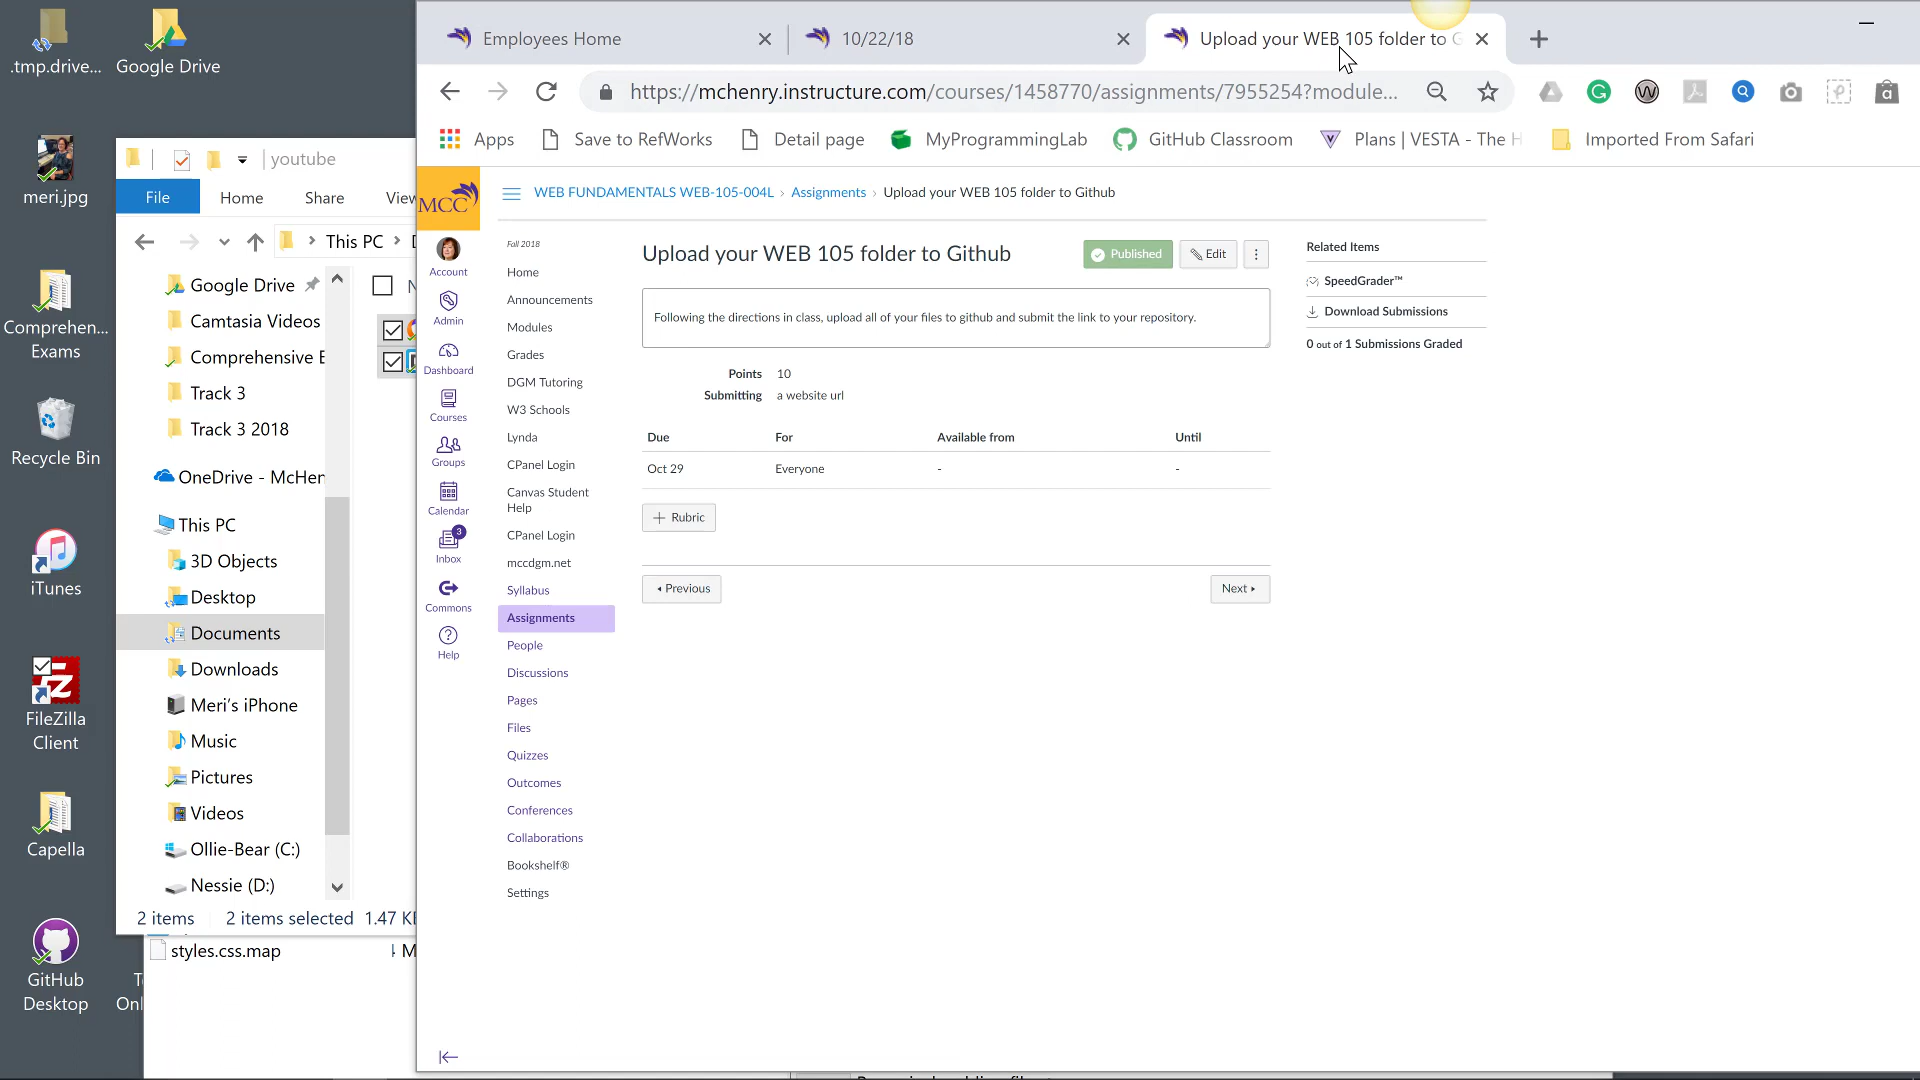 .tmp.drive...
Google Drive
meri.jpg
Comprehen...
Exams
Recycle Bin
iTunes
FileZilla
Client
Capella
GitHub
Desktop
youtube
File
Home
Share
View
This PC
Google Drive
Camtasia Videos
Comprehensive E
Track 3
Track 3 2018
OneDrive - McHen
This PC
3D Objects
Desktop
Documents
Downloads
Meri's iPhone
Music
Pictures
Videos
Ollie-Bear (C:)
Nessie (D:)
2 items
2 items selected
1.47 K
styles.css.map
Employees Home
10/22/18
Upload your WEB 105 folder to G
https://mchenry.instructure.com/courses/1458770/assignments/7955254?module...
Apps
Save to RefWorks
Detail page
MyProgrammingLab
GitHub Classroom
Plans | VESTA - The H
Imported From Safari
MCC
Account
Admin
Dashboard
Courses
Groups
Calendar
3
Inbox
Commons
Help
WEB FUNDAMENTALS WEB-105-004L › Assignments › Upload your WEB 105 folder to Github
Fall 2018
Home
Announcements
Modules
Grades
DGM Tutoring
W3 Schools
Lynda
CPanel Login
Canvas Student
Help
CPanel Login
mccdgm.net
Syllabus
Assignments
People
Discussions
Pages
Files
Quizzes
Outcomes
Conferences
Collaborations
Bookshelf®
Settings
Upload your WEB 105 folder to Github
Published
Edit
Following the directions in class, upload all of your files to github and submit the link to your repository.
Points 10
Submitting a website url
Due For Available from Until
Oct 29 Everyone - -
+ Rubric
Previous
Next
Related Items
SpeedGrader™
Download Submissions
0 out of 1 Submissions Graded